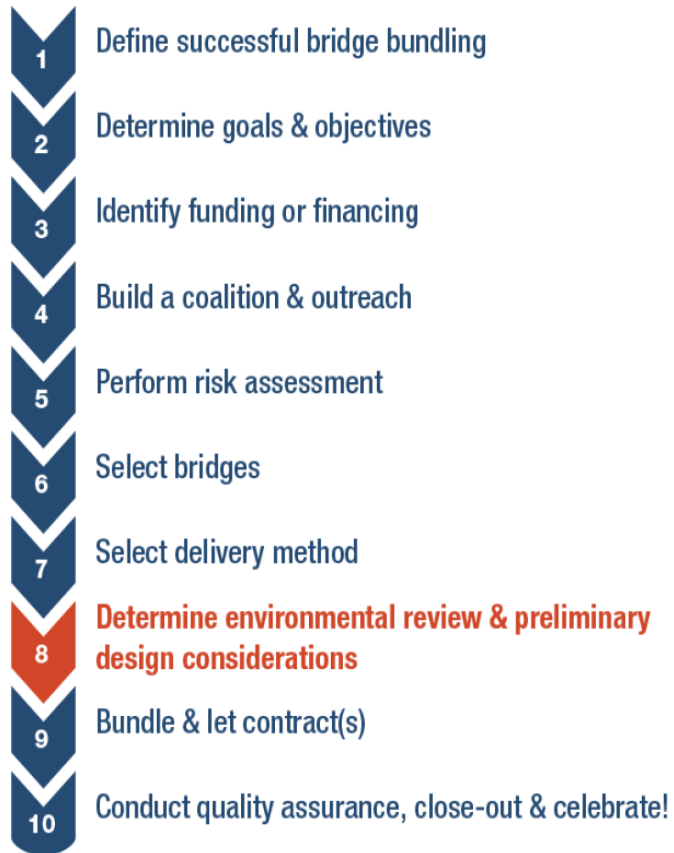 1 Define successful bridge bundling
2 Determine goals & objectives
3 Identify funding or financing
4 Build a coalition & outreach
5 Perform risk assessment
6 Select bridges
7 Select delivery method
8 Determine environmental review & preliminary
design considerations
9 Bundle & let contract(s)
10 Conduct quality assurance, close-out & celebrate!